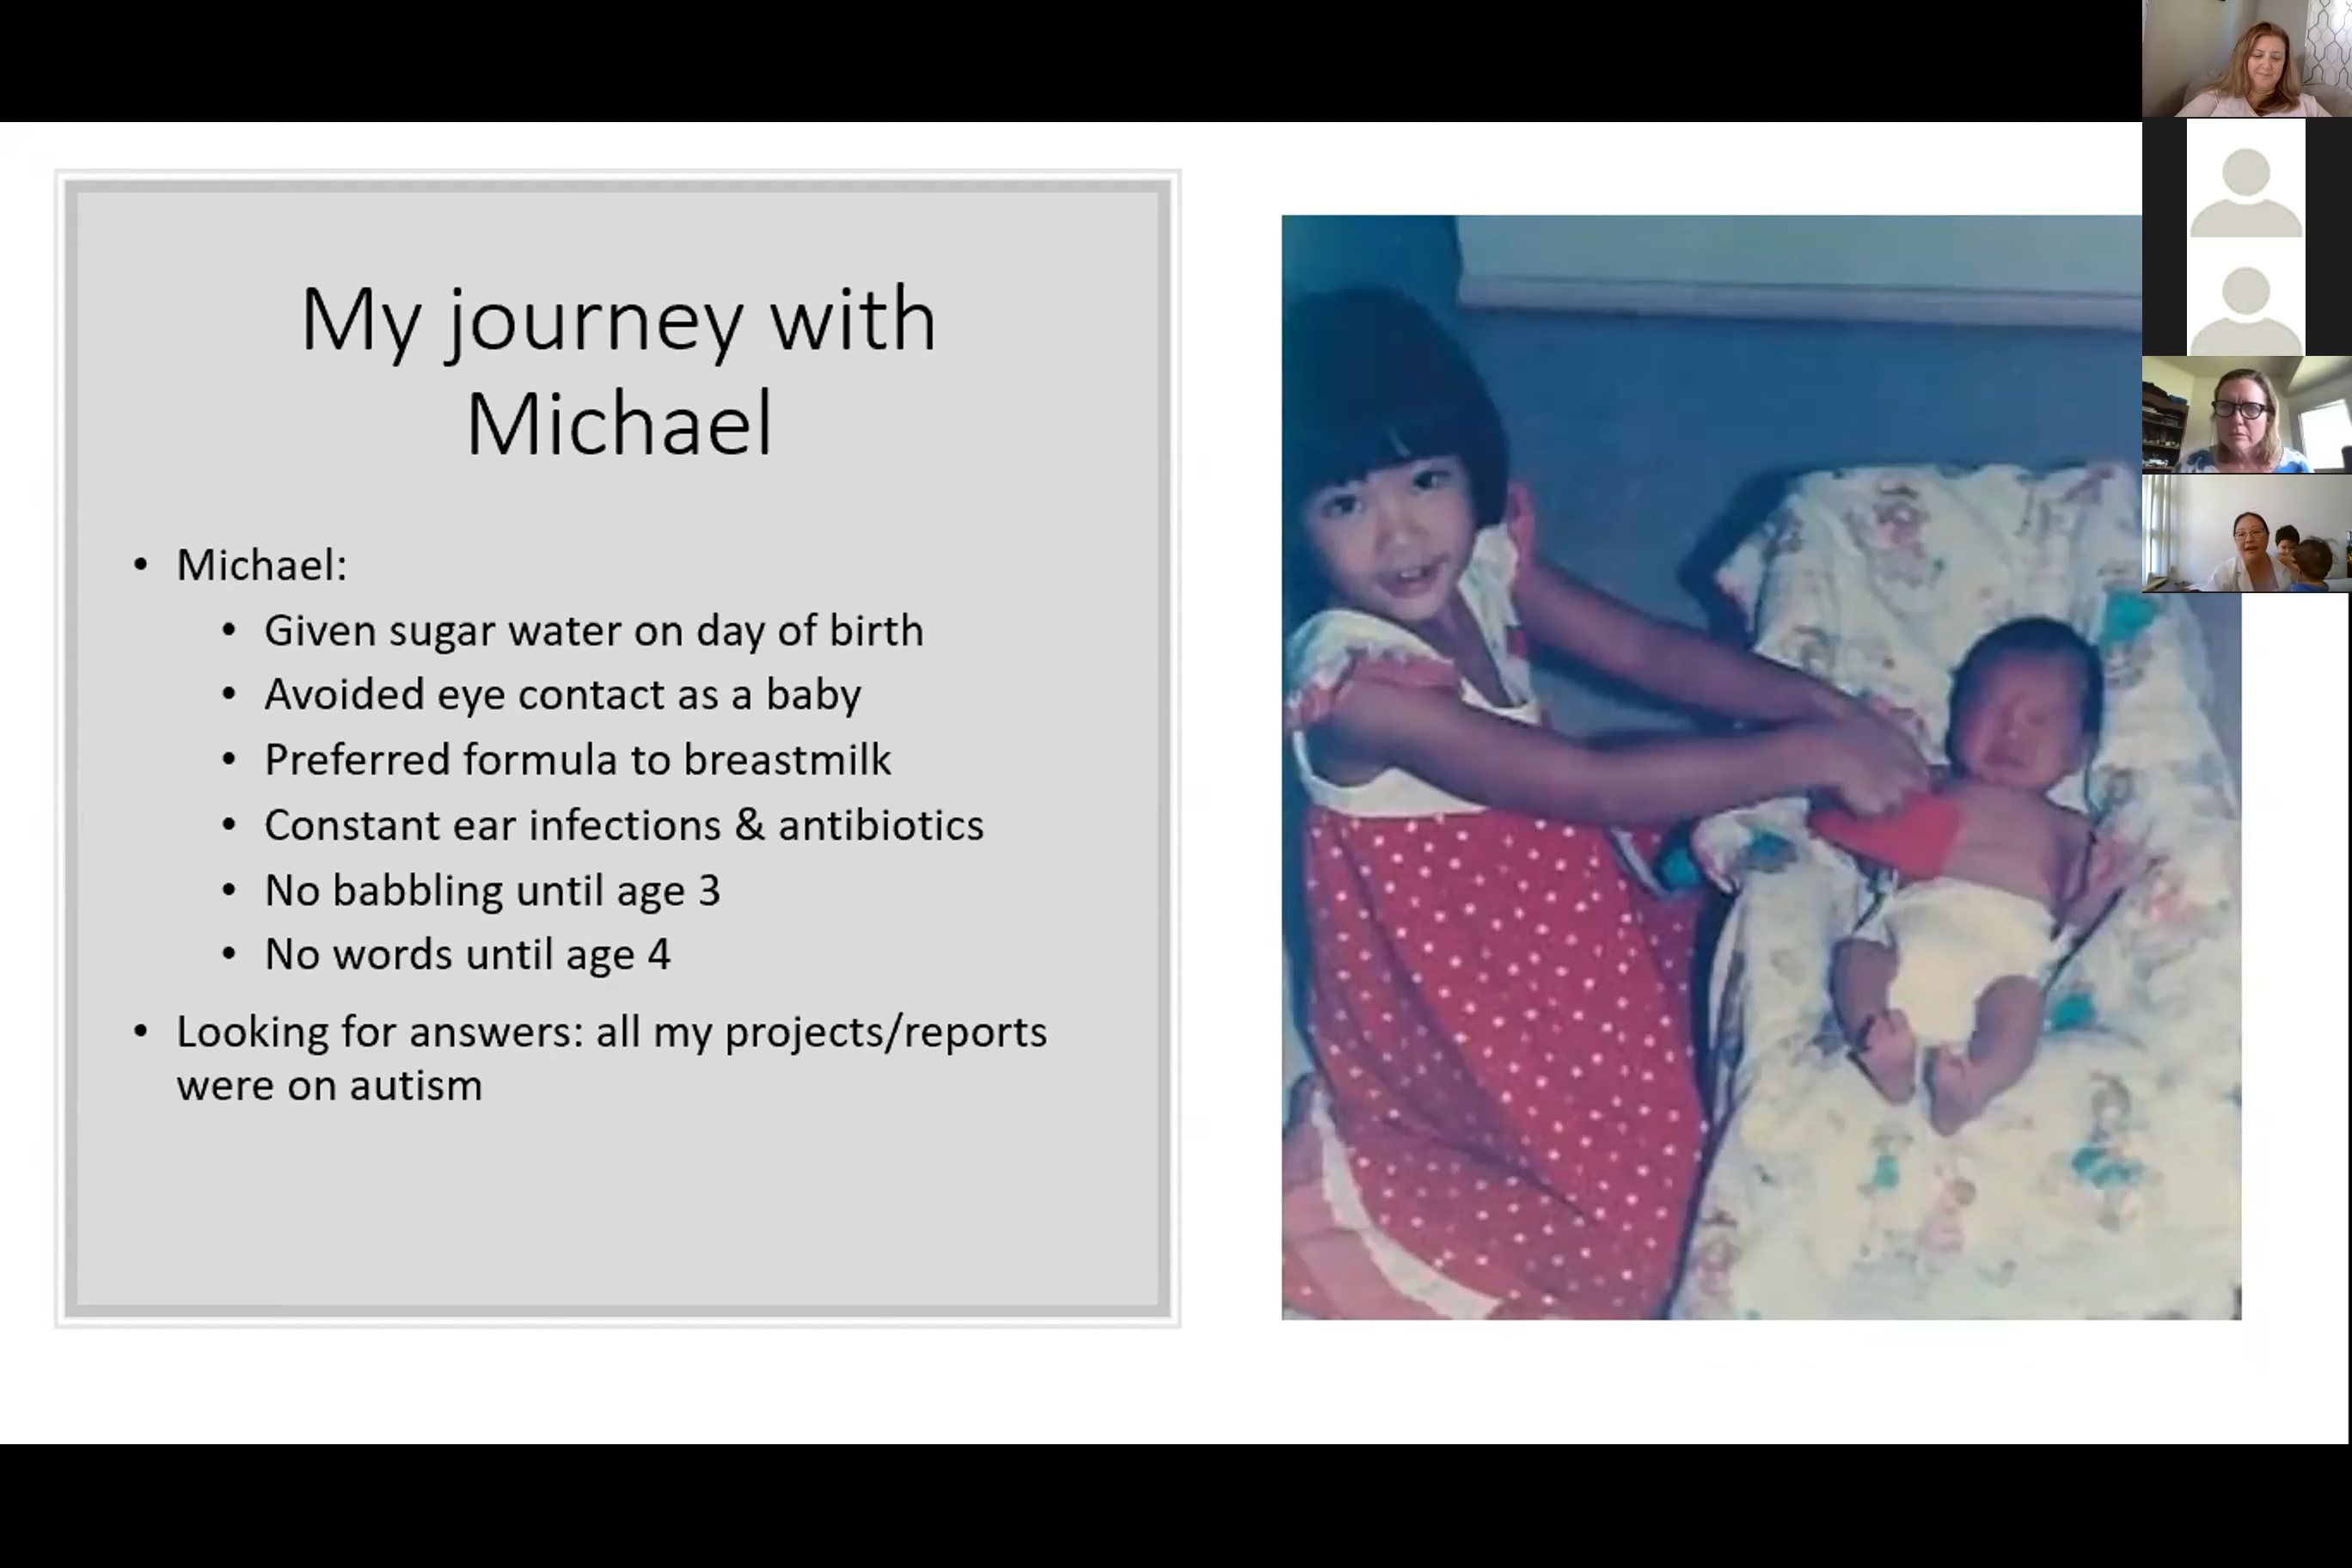 My journey with
Michael
• Michael:
• Given sugar water on day of birth
• Avoided eye contact as a baby
• Preferred formula to breastmilk
• Constant ear infections & antibiotics
• No babbling until age 3
• No words until age 4
• Looking for answers: all my projects/reports
were on autism